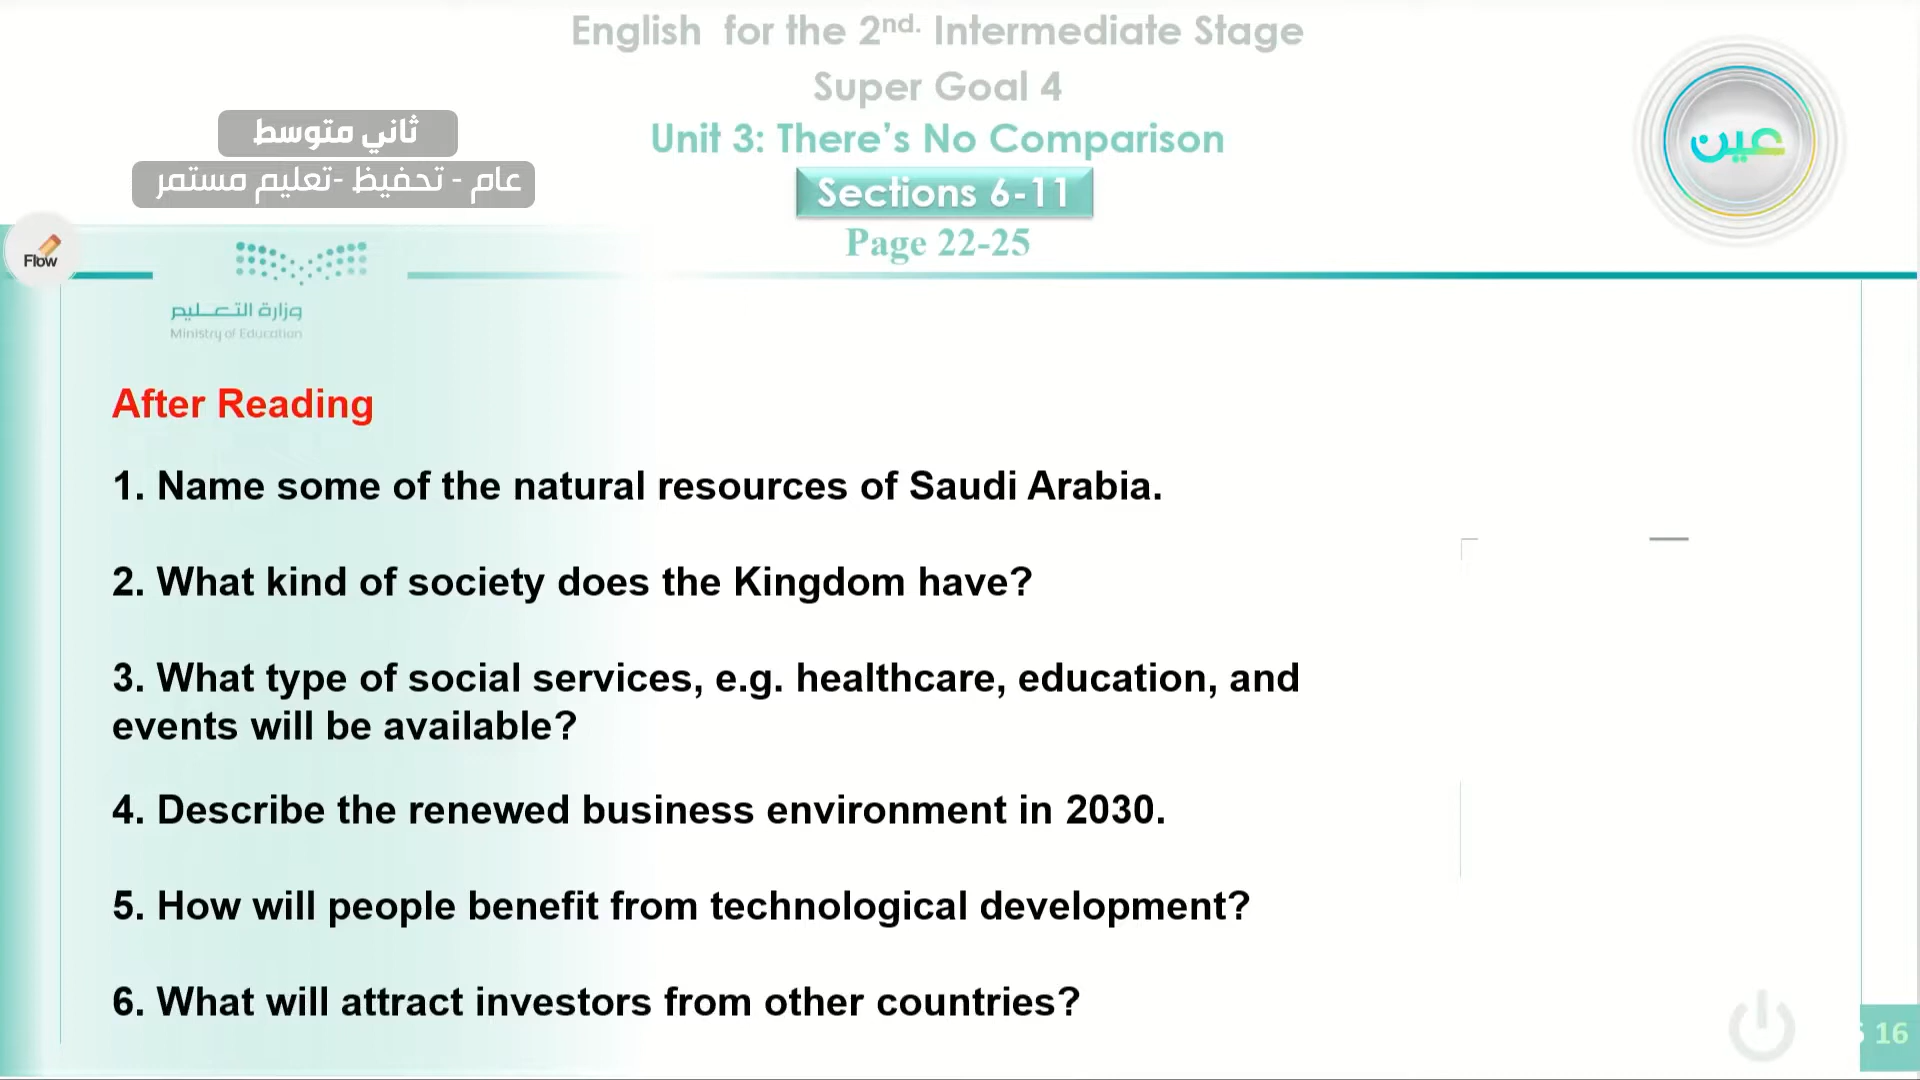 English for the 2nd. Intermediate Stage
Super Goal 4
Unit 3: There's No Comparison
Sections 6-11
Page 22-25
ثاني متوسط
عام - تحفيظ -تعليم مستمر
عين
Flow
وزارة التعـليم
Ministry of Education
After Reading
1. Name some of the natural resources of Saudi Arabia.
2. What kind of society does the Kingdom have?
3. What type of social services, e.g. healthcare, education, and
events will be available?
4. Describe the renewed business environment in 2030.
5. How will people benefit from technological development?
6. What will attract investors from other countries?
16